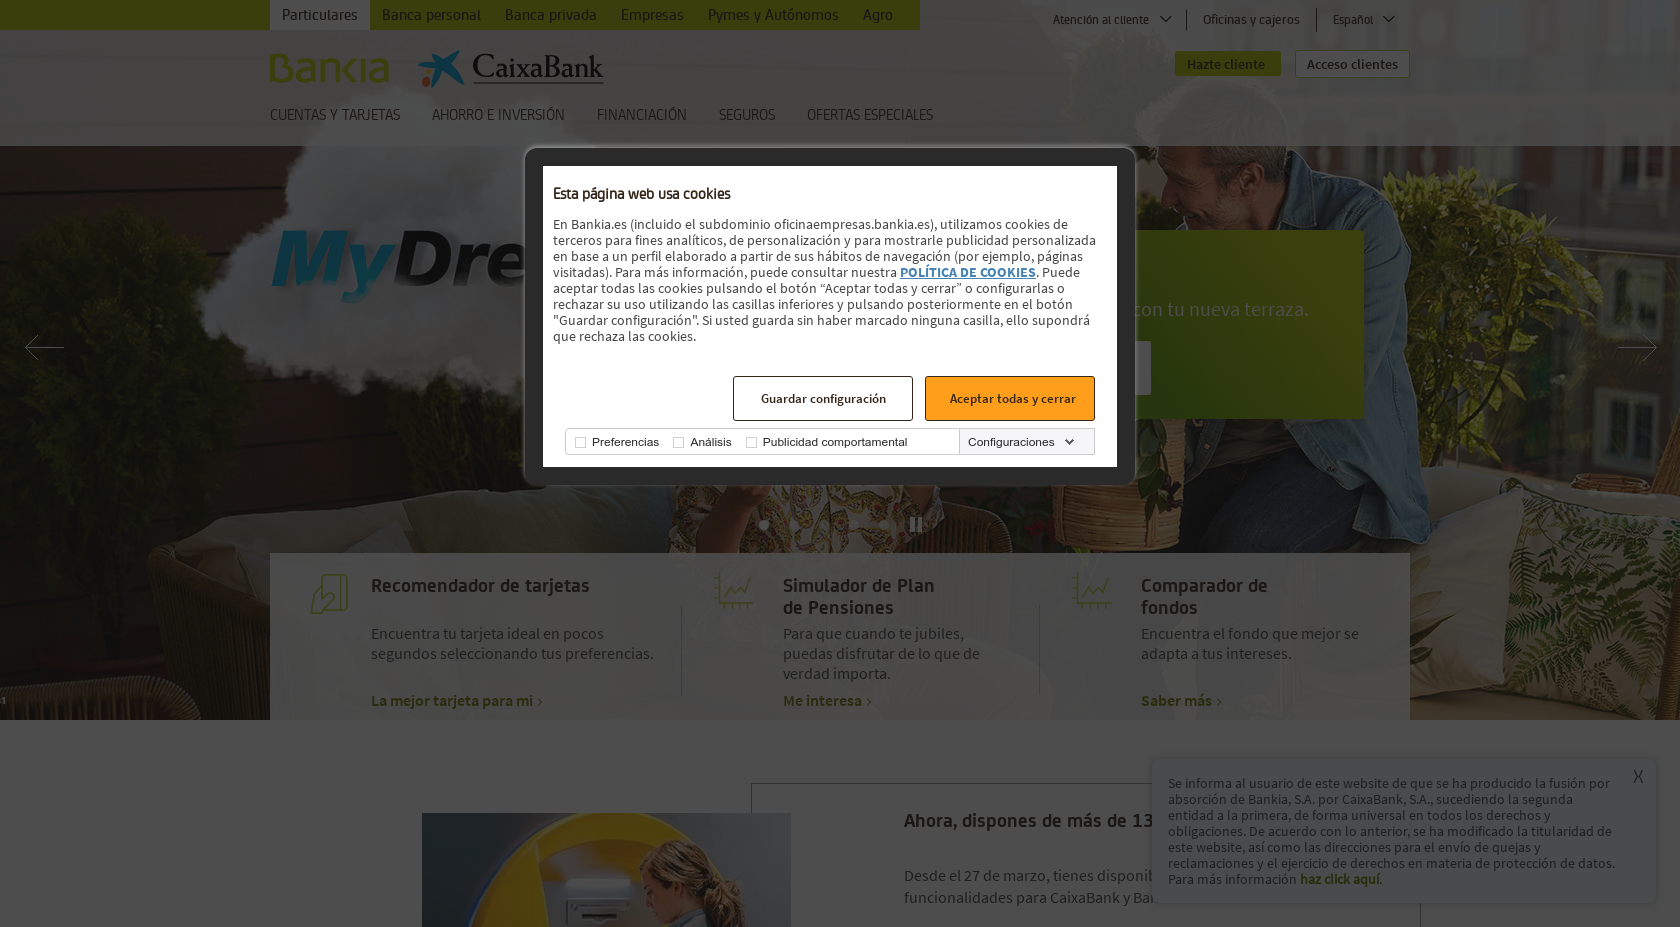 Particulares Banca personal Banca privada Empresas Pymes y Autónomos Agro
Atención al cliente Oficinas y cajeros Español
Bankia CaixaBank
Hazte cliente Acceso clientes
CUENTAS Y TARJETAS AHORRO E INVERSIÓN FINANCIACIÓN SEGUROS OFERTAS ESPECIALES
Esta página web usa cookies
En Bankia.es (incluido el subdominio oficinaempresas.bankia.es), utilizamos cookies de
terceros para fines analíticos, de personalización y para mostrarle publicidad personalizada
en base a un perfil elaborado a partir de sus hábitos de navegación (por ejemplo, páginas
visitadas). Para más información, puede consultar nuestra POLÍTICA DE COOKIES. Puede
aceptar todas las cookies pulsando el botón “Aceptar todas y cerrar” o configurarlas o
rechazar su uso utilizando las casillas inferiores y pulsando posteriormente en el botón
"Guardar configuración". Si usted guarda sin haber marcado ninguna casilla, ello supondrá
que rechaza las cookies.
Guardar configuración Aceptar todas y cerrar
Preferencias Análisis Publicidad comportamental Configuraciones
MyDre
con tu nueva terraza.
Recomendador de tarjetas
Encuentra tu tarjeta ideal en pocos
segundos seleccionando tus preferencias.
La mejor tarjeta para mi
Simulador de Plan
de Pensiones
Para que cuando te jubiles,
puedas disfrutar de lo que de
verdad importa.
Me interesa
Comparador de
fondos
Encuentra el fondo que mejor se
adapta a tus intereses.
Saber más
Ahora, dispones de más de 13
Desde el 27 de marzo, tienes disponib
funcionalidades para CaixaBank y Ba
X
Se informa al usuario de este website de que se ha producido la fusión por
absorción de Bankia, S.A. por CaixaBank, S.A., sucediendo la segunda
entidad a la primera, de forma universal en todos los derechos y
obligaciones. De acuerdo con lo anterior, se ha modificado la titularidad de
este website, así como las direcciones para el envío de quejas y
reclamaciones y el ejercicio de derechos en materia de protección de datos.
Para más información haz click aquí.